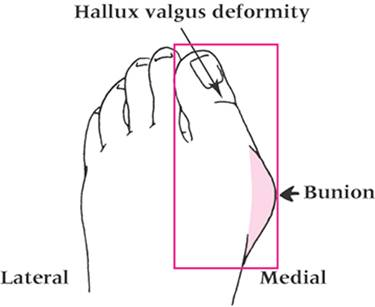 Hallux valgus deformity
Bunion
Lateral
Medial